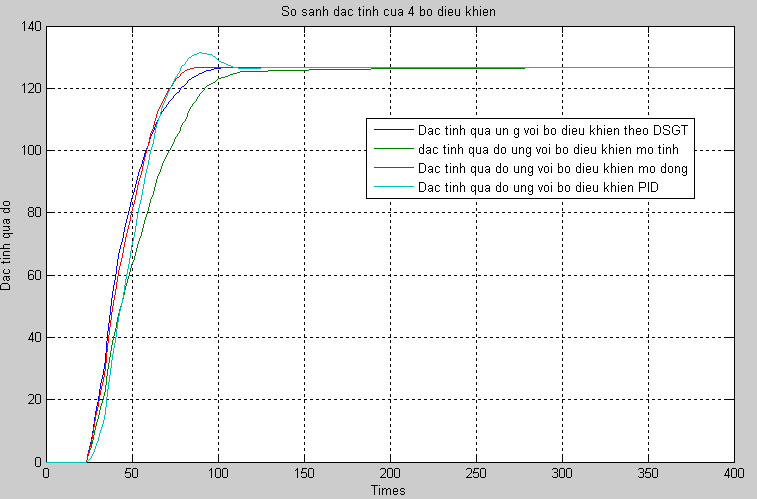 So sanh dac tinh cua 4 bo dieu khien
140
120
100
80
60
40
20
0
Dac tinh qua do
Dac tinh qua un g voi bo dieu khien theo DSGT
dac tinh qua do ung voi bo dieu khien mo tinh
Dac tinh qua do ung voi bo dieu khien mo dong
Dac tinh qua do ung voi bo dieu khien PID
0 50 100 150 200 250 300 350 400
Times